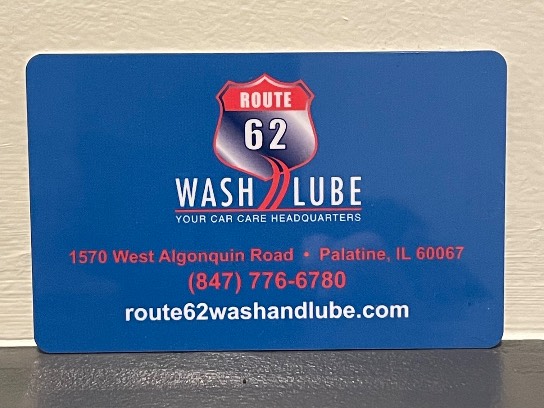 ROUTE
62
WASH LUBE
YOUR CAR CARE HEADQUARTERS
1570 West Algonquin Road • Palatine, IL 60067
(847) 776-6780
route62washandlube.com